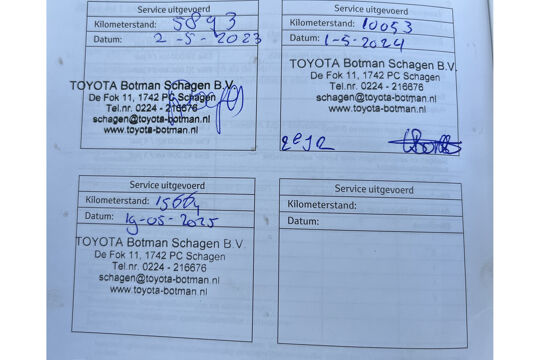 Service uitgevoerd
Kilometerstand: 5893
Datum: 2-5-2023
TOYOTA Botman Schagen B.V.
De Fok 11, 1742 PC Schagen
Tel.nr. 0224 - 216676
schagen@toyota-botman.nl
www.toyota-botman.nl
Service uitgevoerd
Kilometerstand: 10053
Datum: 1-5-2024
TOYOTA Botman Schagen B.V.
De Fok 11, 1742 PC Schagen
Tel.nr. 0224 - 216676
schagen@toyota-botman.nl
www.toyota-botman.nl
Service uitgevoerd
Kilometerstand: 15664
Datum: 19-05-2025
TOYOTA Botman Schagen B.V.
De Fok 11, 1742 PC Schagen
Tel.nr. 0224 - 216676
schagen@toyota-botman.nl
www.toyota-botman.nl
Service uitgevoerd
Kilometerstand:
Datum: